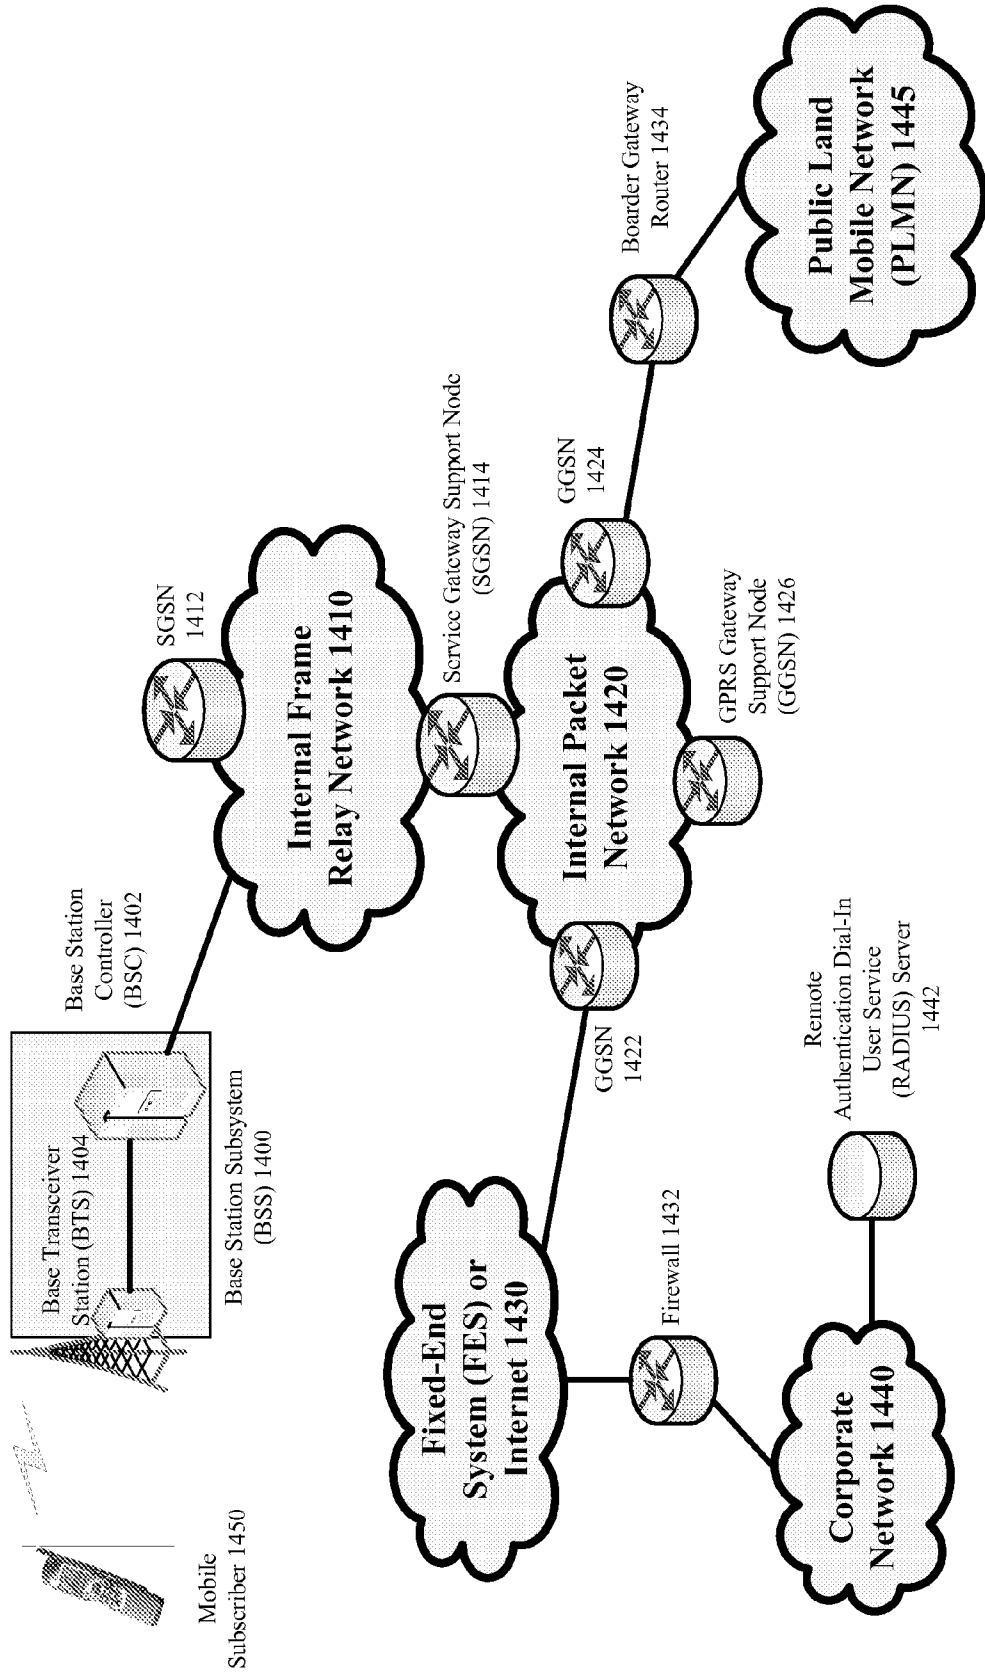 Mobile
Subscriber 1450
Base Transceiver
Station (BTS) 1404
Base Station Subsystem
(BSS) 1400
Base Station
Controller
(BSC) 1402
SGSN
1412
Internal Frame
Relay Network 1410
Service Gateway Support Node
(SGSN) 1414
Fixed-End
System (FES) or
Internet 1430
GGSN
1422
Internal Packet
Network 1420
GGSN
1424
Boarder Gateway
Router 1434
Firewall 1432
GPRS Gateway
Support Node
(GGSN) 1426
Corporate
Network 1440
Remote
Authentication Dial-In
User Service
(RADIUS) Server
1442
Public Land
Mobile Network
(PLMN) 1445